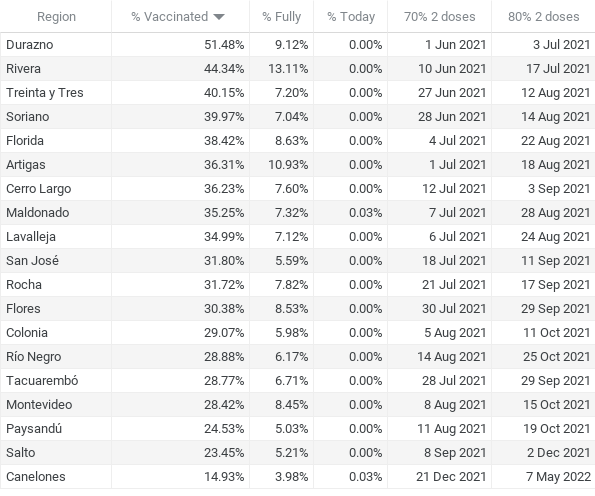 Region % Vaccinated % Fully % Today 70% 2 doses 80% 2 doses
Durazno 51.48% 9.12% 0.00% 1 Jun 2021 3 Jul 2021
Rivera 44.34% 13.11% 0.00% 10 Jun 2021 17 Jul 2021
Treinta y Tres 40.15% 7.20% 0.00% 27 Jun 2021 12 Aug 2021
Soriano 39.97% 7.04% 0.00% 28 Jun 2021 14 Aug 2021
Florida 38.42% 8.63% 0.00% 4 Jul 2021 22 Aug 2021
Artigas 36.31% 10.93% 0.00% 1 Jul 2021 18 Aug 2021
Cerro Largo 36.23% 7.60% 0.00% 12 Jul 2021 3 Sep 2021
Maldonado 35.25% 7.32% 0.03% 7 Jul 2021 28 Aug 2021
Lavalleja 34.99% 7.12% 0.00% 6 Jul 2021 24 Aug 2021
San José 31.80% 5.59% 0.00% 18 Jul 2021 11 Sep 2021
Rocha 31.72% 7.82% 0.00% 21 Jul 2021 17 Sep 2021
Flores 30.38% 8.53% 0.00% 30 Jul 2021 29 Sep 2021
Colonia 29.07% 5.98% 0.00% 5 Aug 2021 11 Oct 2021
Río Negro 28.88% 6.17% 0.00% 14 Aug 2021 25 Oct 2021
Tacuarembó 28.77% 6.71% 0.00% 28 Jul 2021 29 Sep 2021
Montevideo 28.42% 8.45% 0.00% 8 Aug 2021 15 Oct 2021
Paysandú 24.53% 5.03% 0.00% 11 Aug 2021 19 Oct 2021
Salto 23.45% 5.21% 0.00% 8 Sep 2021 2 Dec 2021
Canelones 14.93% 3.98% 0.03% 21 Dec 2021 7 May 2022